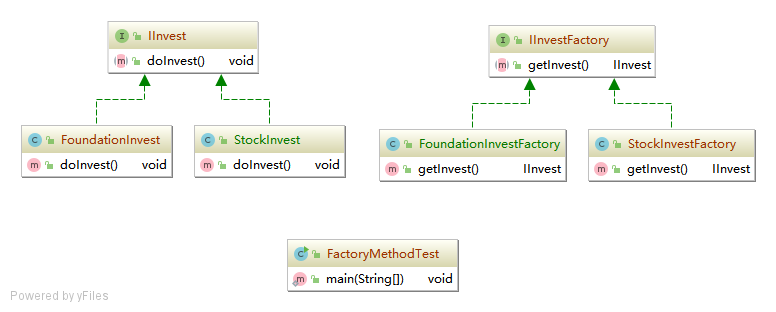 I IInvest
m doInvest() void
I IInvestFactory
m getInvest() IInvest
C FoundationInvest
m doInvest() void
C StockInvest
m doInvest() void
C FoundationInvestFactory
m getInvest() IInvest
C StockInvestFactory
m getInvest() IInvest
C FactoryMethodTest
m main(String[]) void
Powered by yFiles